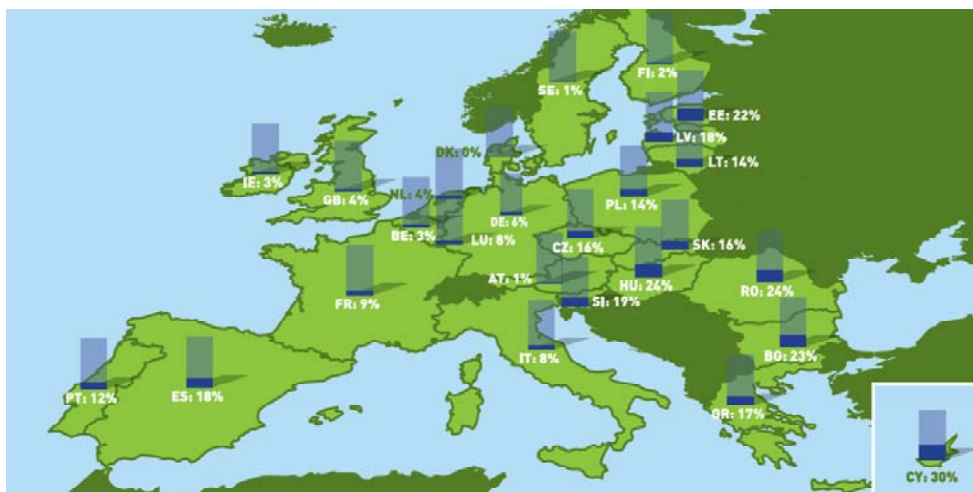 FI: 2%
SE: 1%
EE: 22%
LV: 18%
DK: 0%
LT: 14%
IE: 3%
NL: 4%
GB: 4%
PL: 14%
DE: 6%
BE: 3%
LU: 8%
CZ: 16%
SK: 16%
AT: 1%
HU: 24%
RO: 24%
FR: 9%
SI: 19%
IT: 8%
BG: 23%
PT: 12%
ES: 18%
GR: 17%
CY: 30%